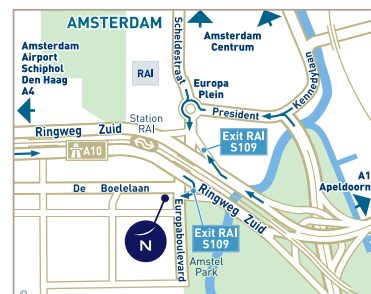 AMSTERDAM
Amsterdam
Airport
Schiphol
Den Haag
A4
Scheldestraat
Amsterdam
Centrum
RAI
Europa
Plein
President
Kennedylaan
Station
RAI
Ringweg Zuid
A10
Exit RAI
S109
A1
Apeldoorn
De Boelelaan
Ringweg Zuid
Europaboulevard
Exit RAI
S109
Amstel
Park
N